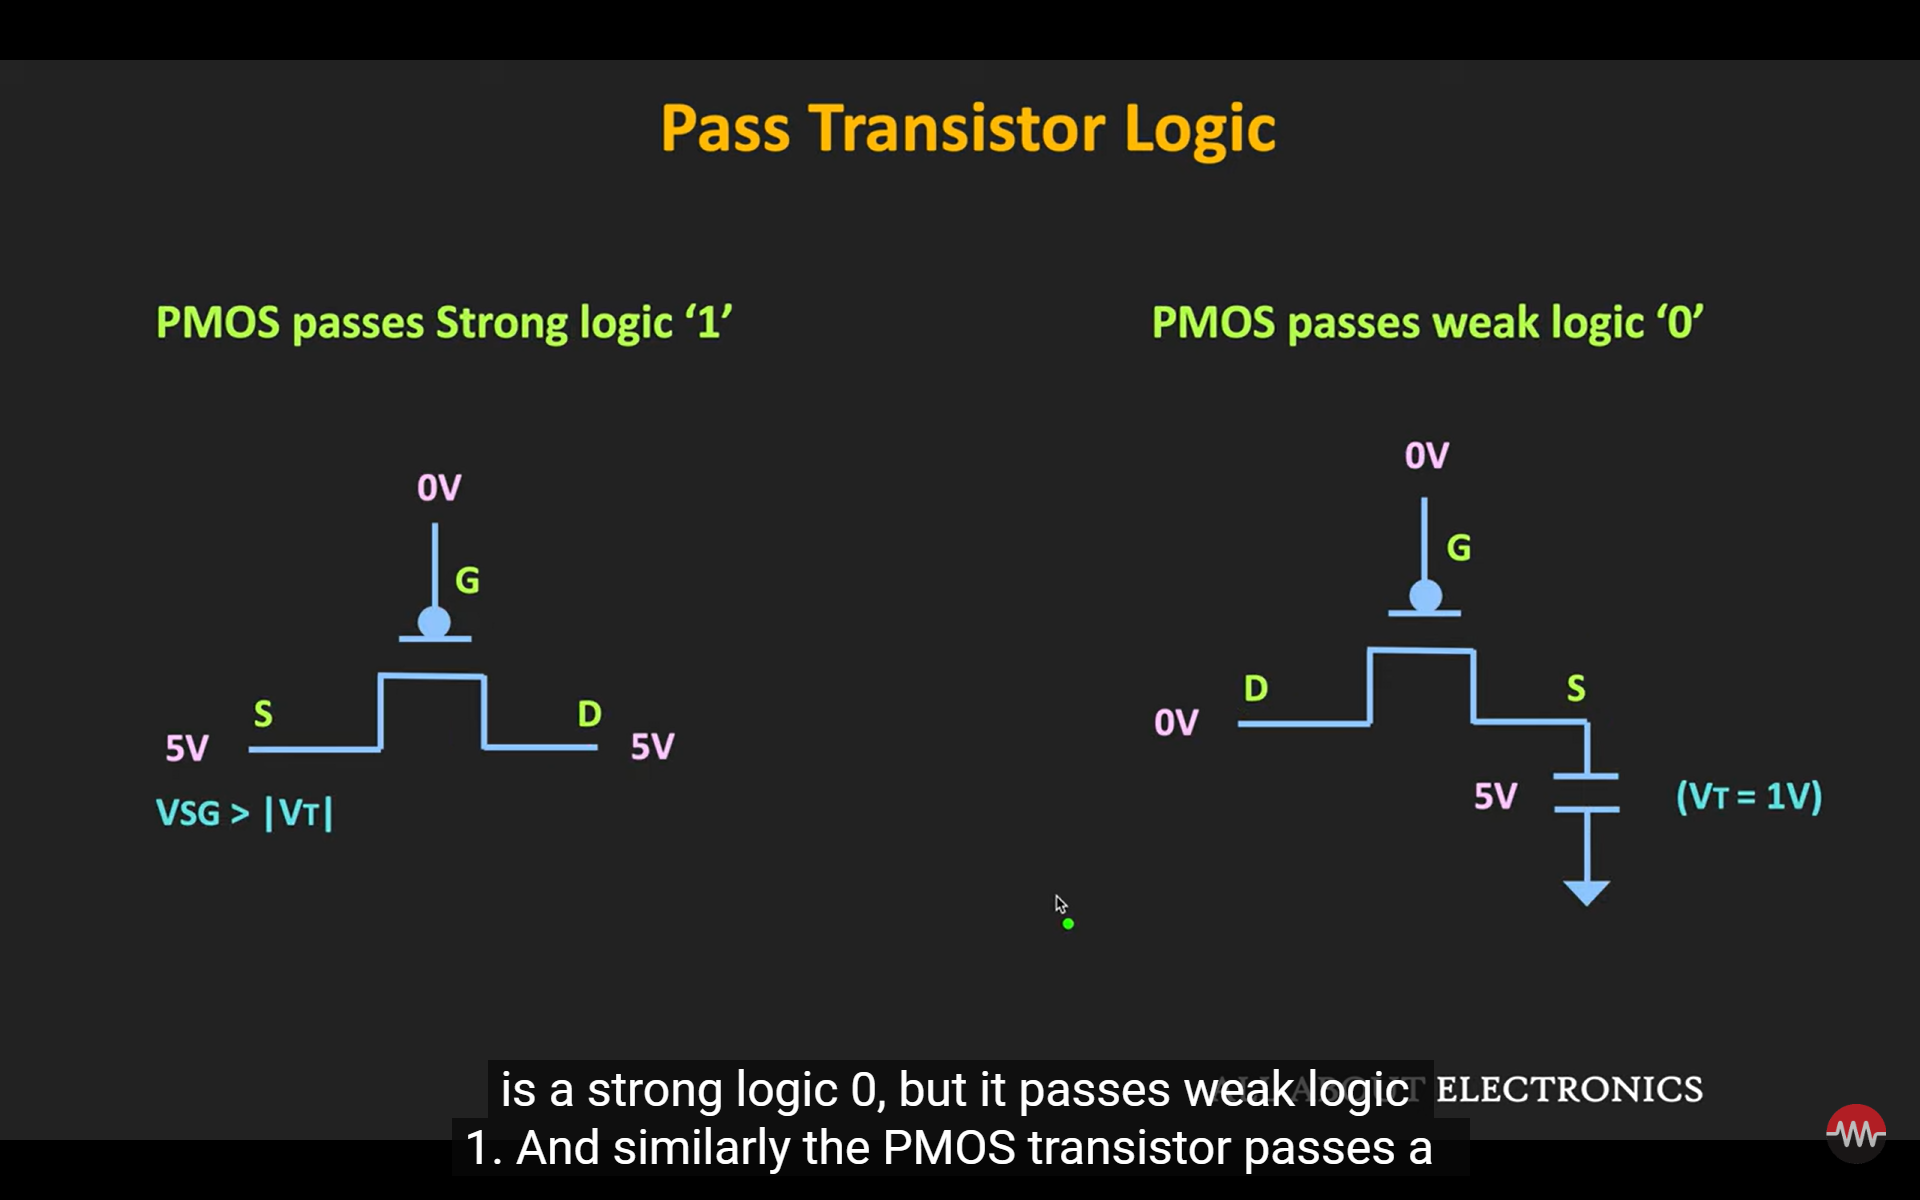 Pass Transistor Logic
PMOS passes Strong logic ‘1’
PMOS passes weak logic ‘0’
0V
G
S
D
5V
5V
VSG > |VT|
0V
G
D
S
0V
5V
(VT = 1V)
is a strong logic 0, but it passes weak logic
1. And similarly the PMOS transistor passes a
ALL ABOUT ELECTRONICS